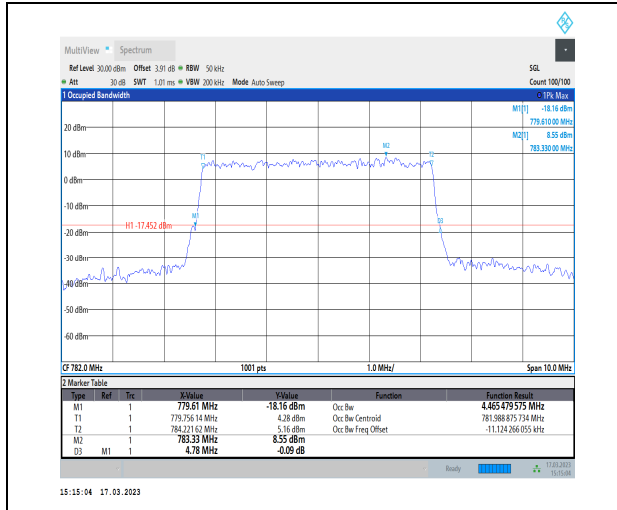 MultiView Spectrum
Ref Level 30.00 dBm Offset 3.91 dB RBW 50 kHz SGL
Att 30 dB SWT 1.01 ms VBW 200 kHz Mode Auto Sweep Count 100/100
1 Occupied Bandwidth 1Pk Max
M1[1] -18.16 dBm
779.61000 MHz
M2[1] 8.55 dBm
783.33000 MHz
20 dBm
M2
10 dBm
T1 T2
0 dBm
-10 dBm
M1
D3
H1 -17.452 dBm
-20 dBm
-30 dBm
-40 dBm
-50 dBm
-60 dBm
CF 782.0 MHz 1001 pts 1.0 MHz/ Span 10.0 MHz
2 Marker Table
Type Ref Trc X-Value Y-Value Function Function Result
M1 1 779.61 MHz -18.16 dBm Occ Bw 4.465 479 575 MHz
T1 1 779.756 14 MHz 4.28 dBm Occ Bw Centroid 781.988 875 734 MHz
T2 1 784.221 62 MHz 5.16 dBm Occ Bw Freq Offset -11.124 266 055 kHz
M2 1 783.33 MHz 8.55 dBm
D3 M1 1 4.78 MHz -0.09 dB
Ready 17.03.2023
15:15:04
15:15:04 17.03.2023